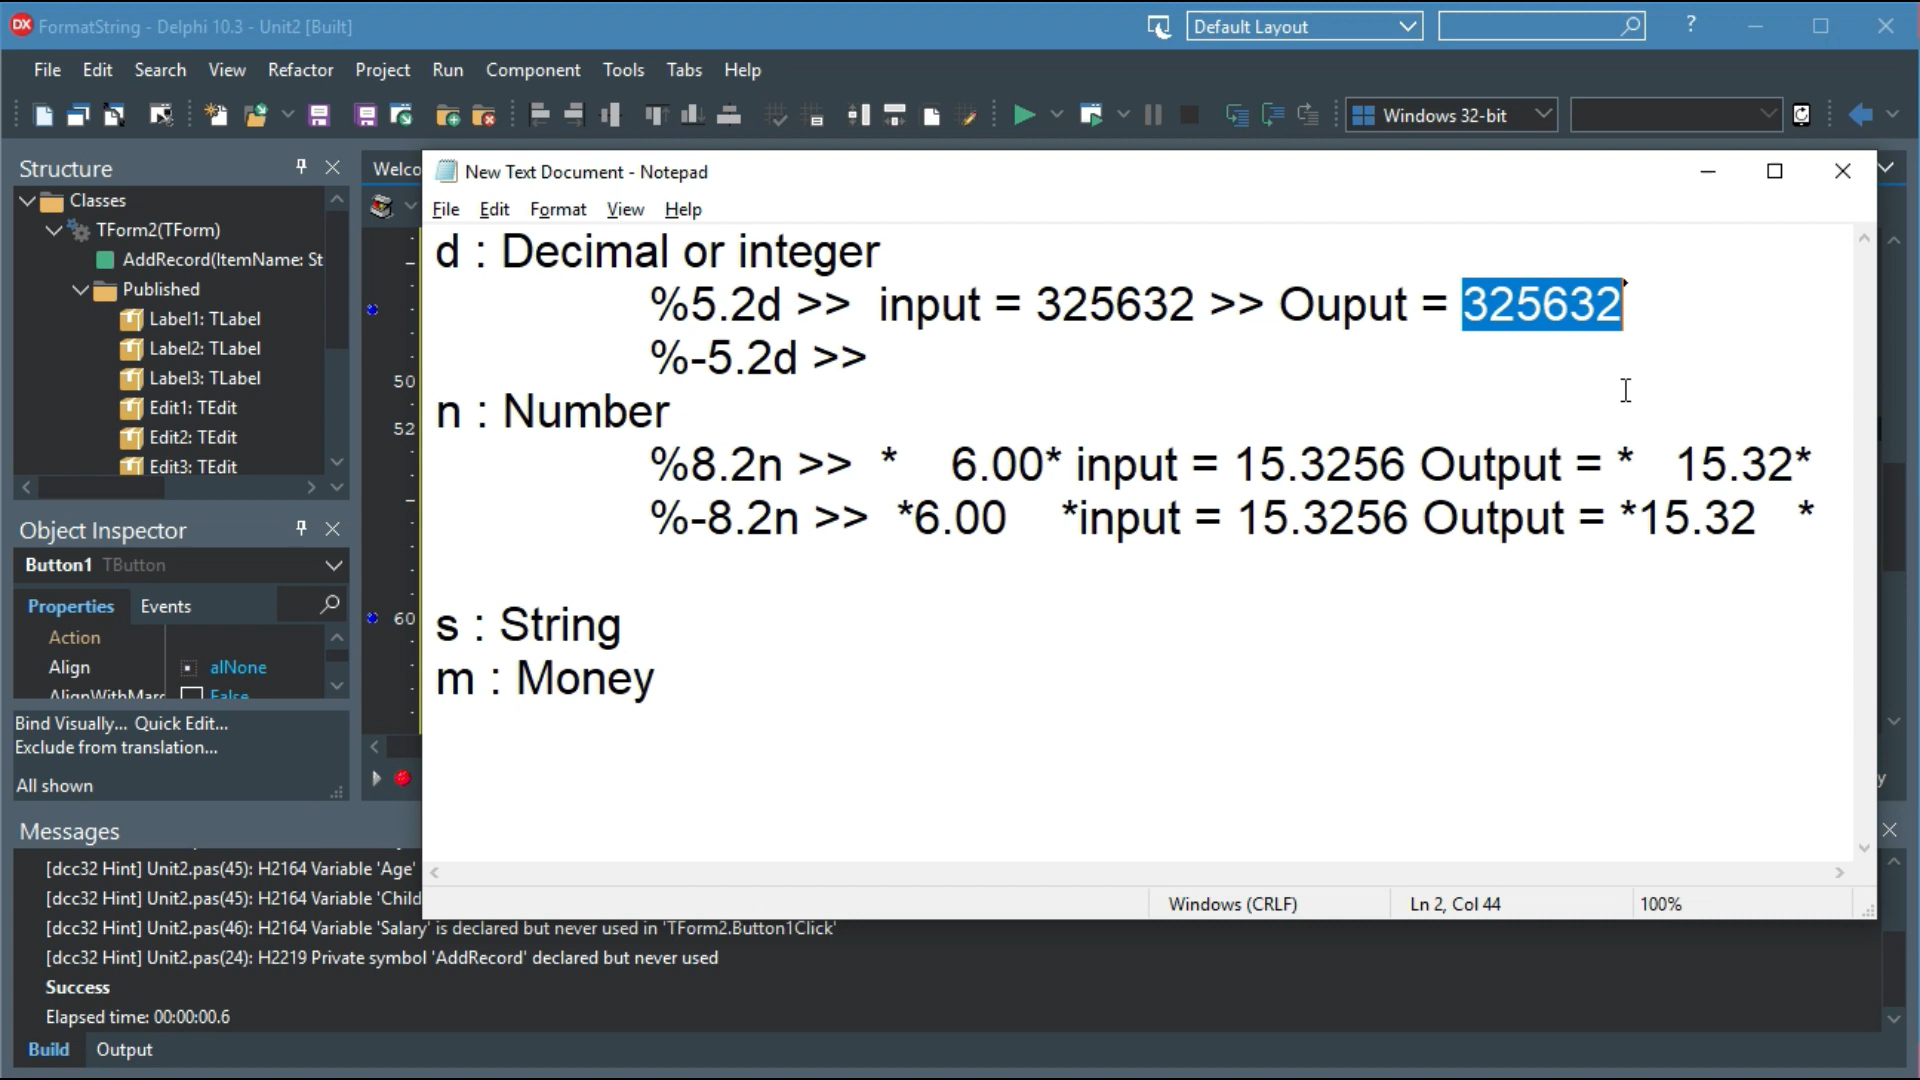 FormatString - Delphi 10.3 - Unit2 [Built]
Default Layout
?
File Edit Search View Refactor Project Run Component Tools Tabs Help
Windows 32-bit
Structure
Classes
TForm2(TForm)
AddRecord(ItemName: St
Published
Label1: TLabel
Label2: TLabel
Label3: TLabel
Edit1: TEdit
Edit2: TEdit
Edit3: TEdit
Object Inspector
Button1 TButton
Properties Events
Action
Align alNone
AlignWithMarg False
Bind Visually... Quick Edit...
Exclude from translation...
All shown
Welco
50
52
60
New Text Document - Notepad
File Edit Format View Help
d : Decimal or integer
%5.2d >> input = 325632 >> Ouput = 325632
%-5.2d >>
n : Number
%8.2n >> * 6.00* input = 15.3256 Output = * 15.32*
%-8.2n >> *6.00 *input = 15.3256 Output = *15.32 *
s : String
m : Money
Windows (CRLF) Ln 2, Col 44 100%
y
Messages
[dcc32 Hint] Unit2.pas(45): H2164 Variable 'Age'
[dcc32 Hint] Unit2.pas(45): H2164 Variable 'Child
[dcc32 Hint] Unit2.pas(46): H2164 Variable 'Salary' is declared but never used in 'TForm2.Button1Click'
[dcc32 Hint] Unit2.pas(24): H2219 Private symbol 'AddRecord' declared but never used
Success
Elapsed time: 00:00:00.6
Build Output